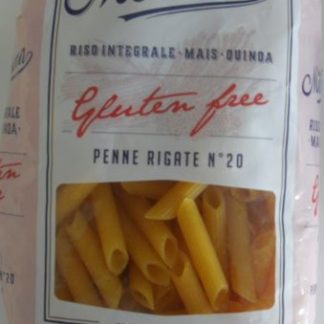 RISO INTEGRALE · MAIS · QUINOA
Gluten free
PENNE RIGATE N°20